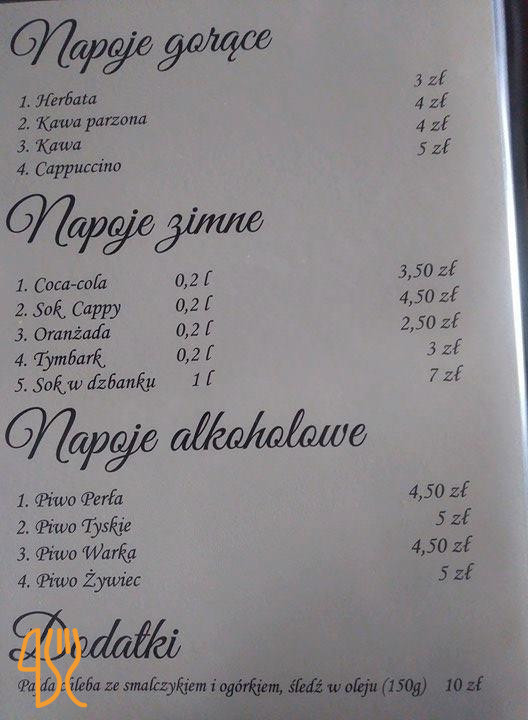 Napoje gorące
1. Herbata 3 zł
2. Kawa parzona 4 zł
3. Kawa 4 zł
4. Cappuccino 5 zł
Napoje zimne
1. Coca-cola 0,2 l 3,50 zł
2. Sok Cappy 0,2 l 4,50 zł
3. Oranżada 0,2 l 2,50 zł
4. Tymbark 0,2 l 3 zł
5. Sok w dzbanku 1 l 7 zł
Napoje alkoholowe
1. Piwo Perła 4,50 zł
2. Piwo Tyskie 5 zł
3. Piwo Warka 4,50 zł
4. Piwo Żywiec 5 zł
Dodatki
Pajda chleba ze smalczykiem i ogórkiem, śledź w oleju (150g) 10 zł